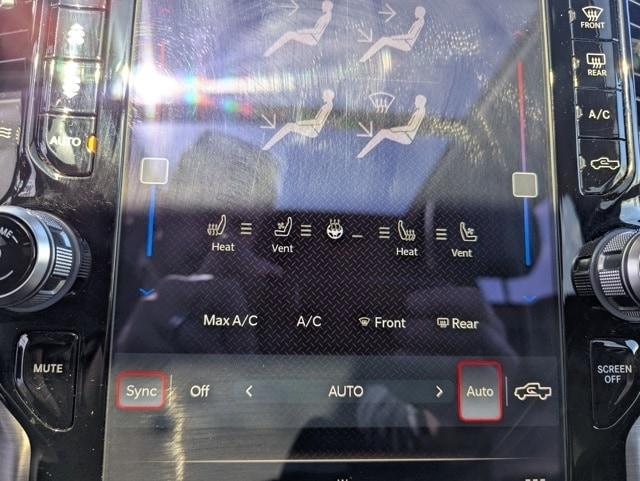 FRONT
REAR
A/C
AUTO
Heat Vent Heat Vent
Max A/C A/C Front Rear
MUTE
SCREEN OFF
Sync Off < AUTO > Auto